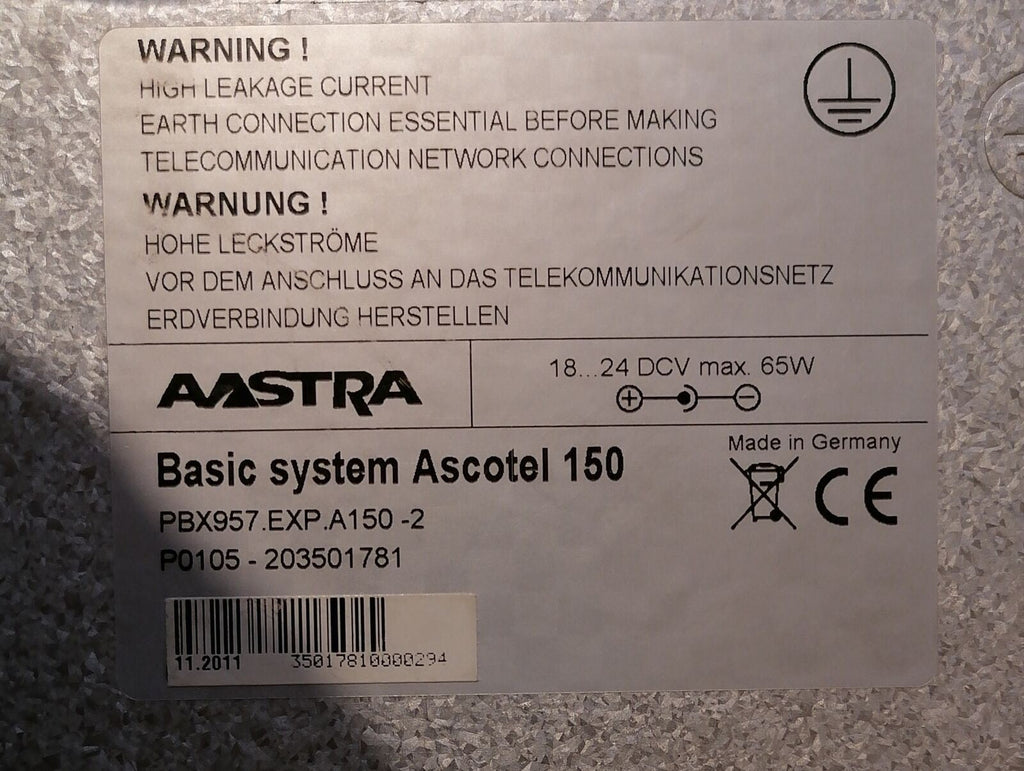 WARNING !
HIGH LEAKAGE CURRENT
EARTH CONNECTION ESSENTIAL BEFORE MAKING
TELECOMMUNICATION NETWORK CONNECTIONS
WARNUNG !
HOHE LECKSTRÖME
VOR DEM ANSCHLUSS AN DAS TELEKOMMUNIKATIONSNETZ
ERDVERBINDUNG HERSTELLEN
AASTRA
18...24 DCV max. 65W
Basic system Ascotel 150
Made in Germany
PBX957.EXP.A150 -2
CE
P0105 - 203501781
11.2011 35017810000294